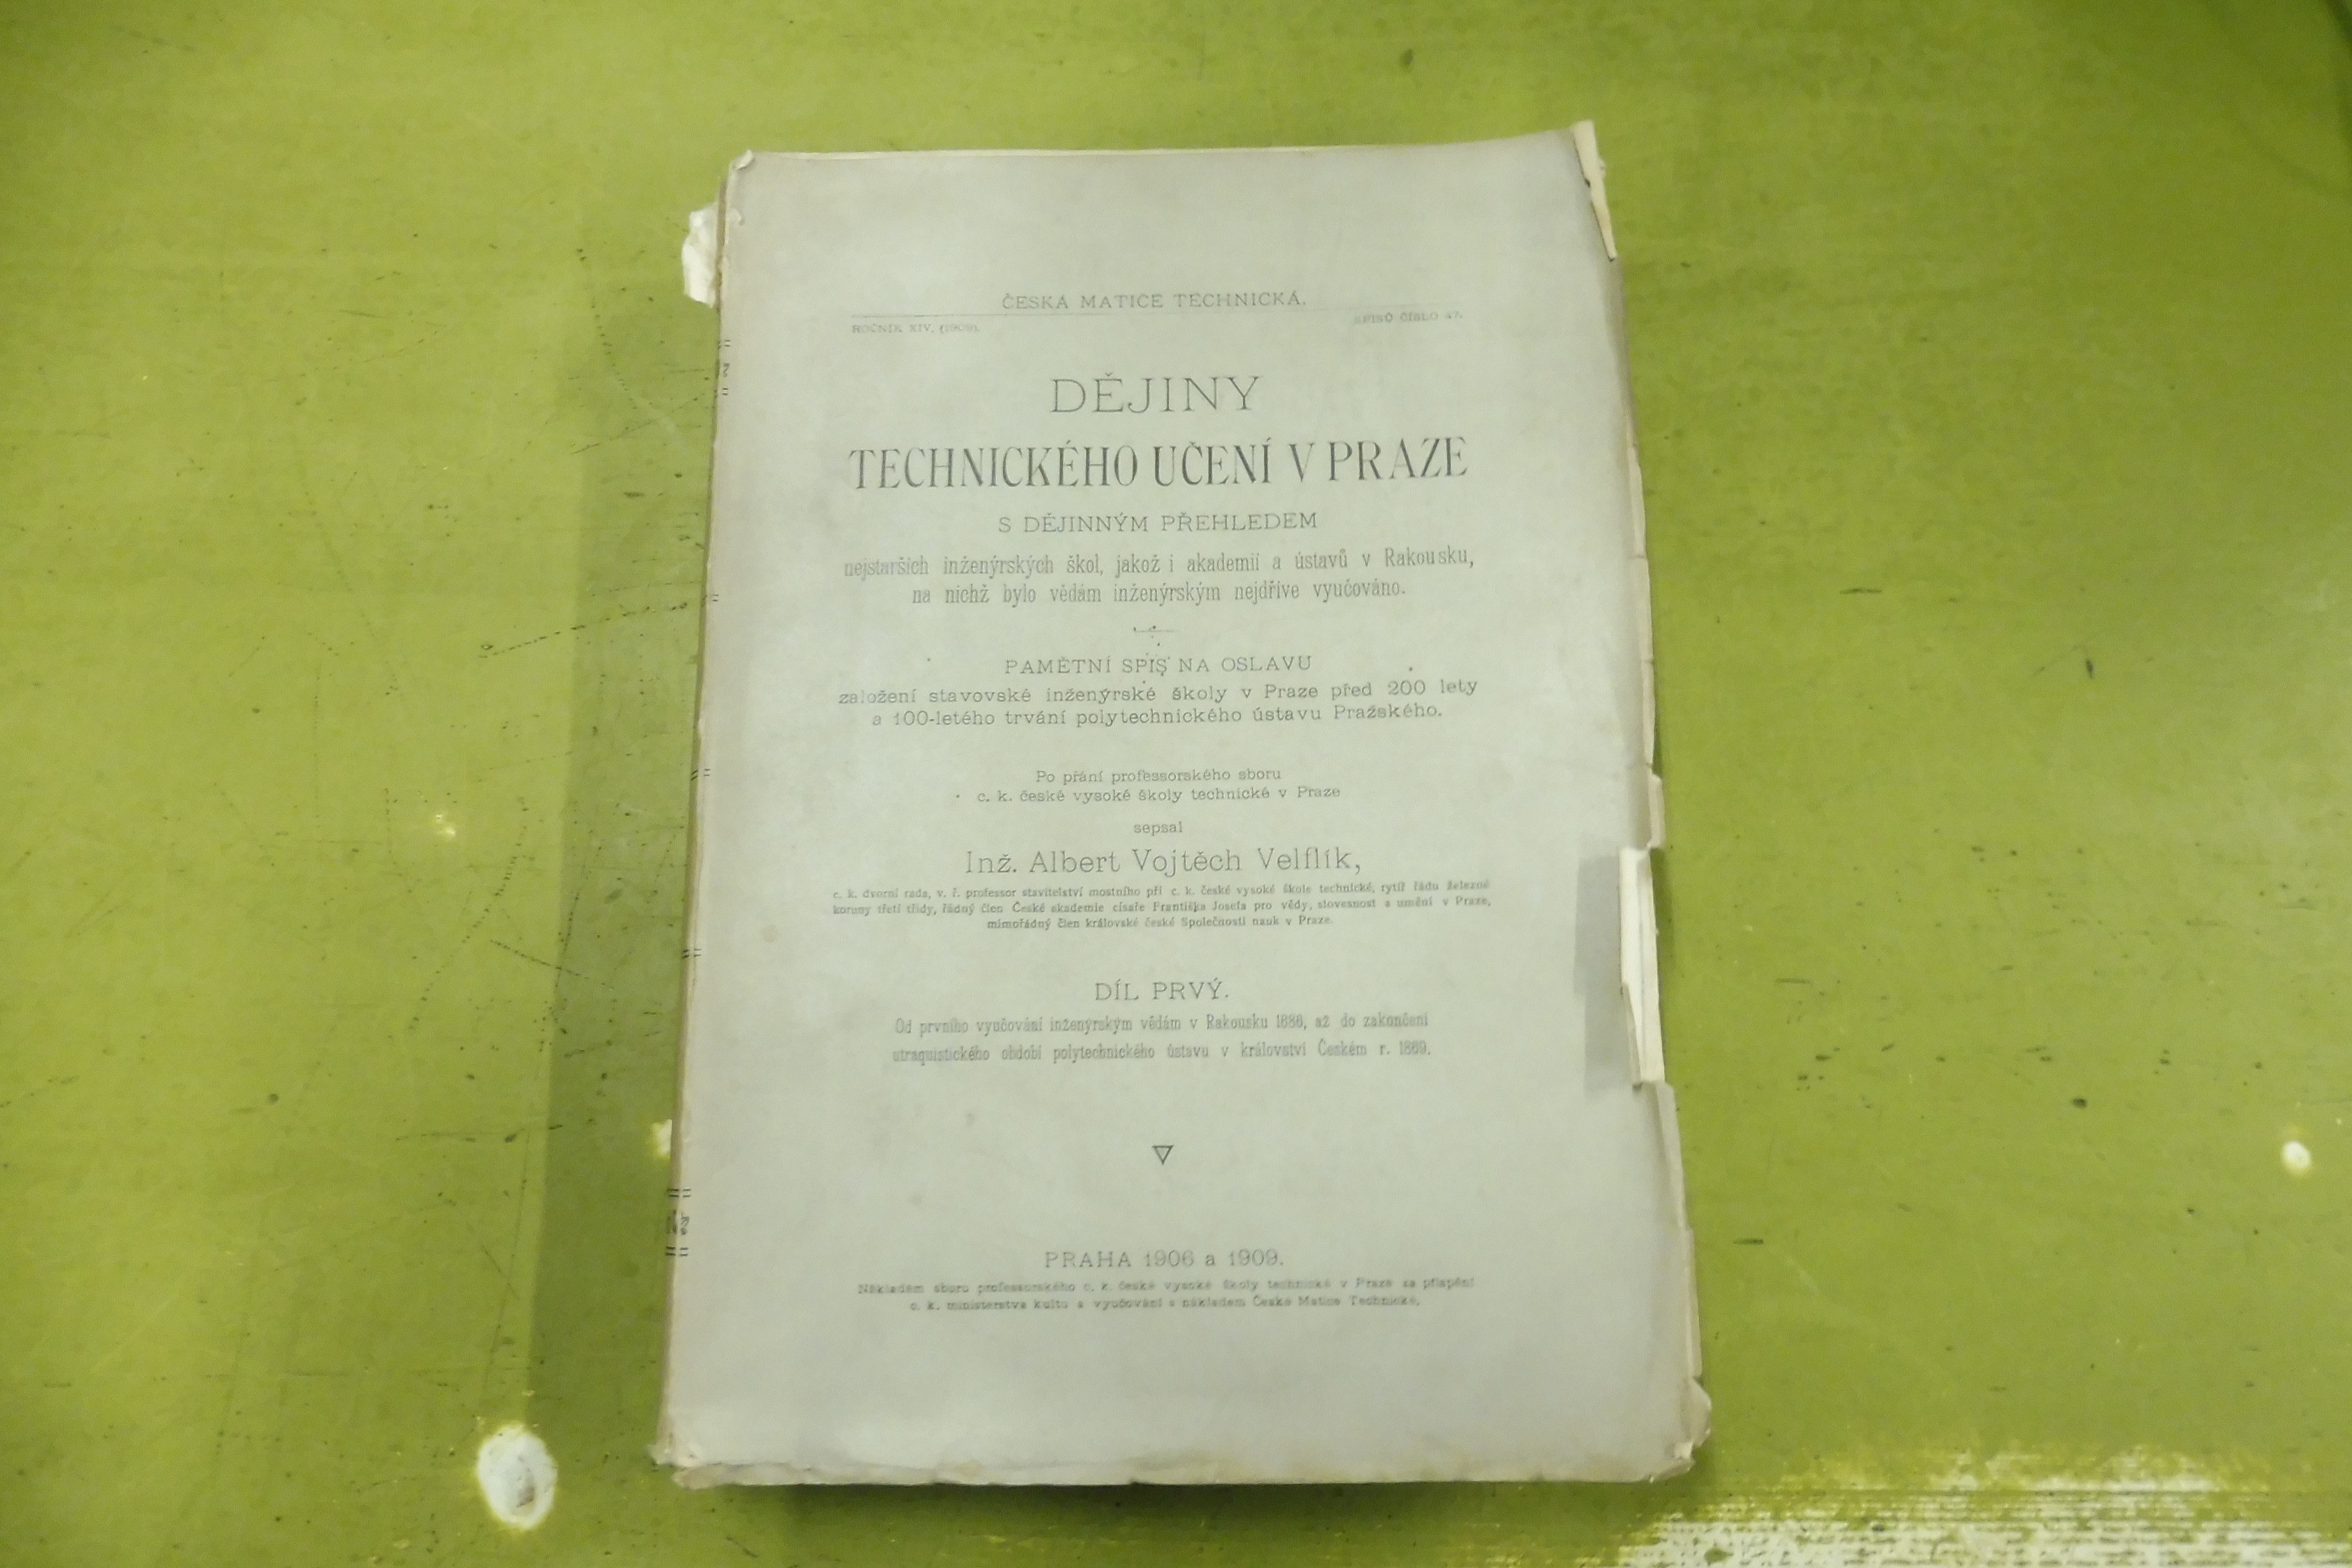 ČESKÁ MATICE TECHNICKÁ.
ROČNÍK XIV. (1909). SPISŮ ČÍSLO 47.
DĚJINY
TECHNICKÉHO UČENÍ V PRAZE
S DĚJINNÝM PŘEHLEDEM
nejstarších inženýrských škol, jakož i akademií a ústavů v Rakousku,
na nichž bylo vědám inženýrským nejdříve vyučováno.
PAMĚTNÍ SPIS NA OSLAVU
založení stavovské inženýrské školy v Praze před 200 lety
a 100-letého trvání polytechnického ústavu Pražského.
Po přání professorského sboru
c. k. české vysoké školy technické v Praze
sepsal
Inž. Albert Vojtěch Velflík,
c. k. dvorní rada, v. ř. professor stavitelství mostního při c. k. české vysoké škole technické, rytíř řádu železné
koruny třetí třídy, řádný člen České akademie císaře Františka Josefa pro vědy, slovesnost a umění v Praze,
mimořádný člen královské české Společnosti nauk v Praze.
DÍL PRVÝ.
Od prvního vyučování inženýrským vědám v Rakousku 1686, až do zakončení
utraquistického období polytechnického ústavu v království Českém r. 1869.
PRAHA 1906 a 1909.
Nákladem sboru professorského c. k. české vysoké školy technické v Praze za přispění
c. k. ministerstva kultu a vyučování a nákladem České Matice Technické.